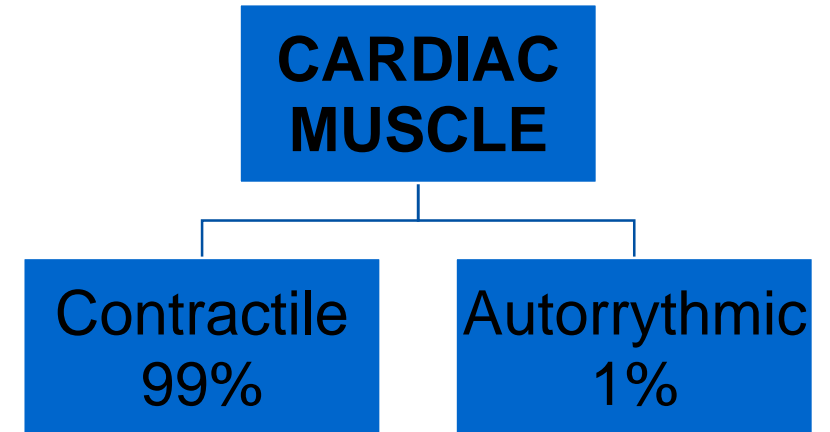 CARDIAC
MUSCLE
Contractile
99%
Autorrythmic
1%